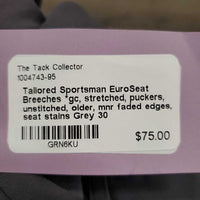 The Tack Collector
1004743-95
Tailored Sportsman EuroSeat
Breeches *gc, stretched, puckers,
unstitched, older, mnr faded edges,
seat stains Grey 30
$75.00
GRN6KU